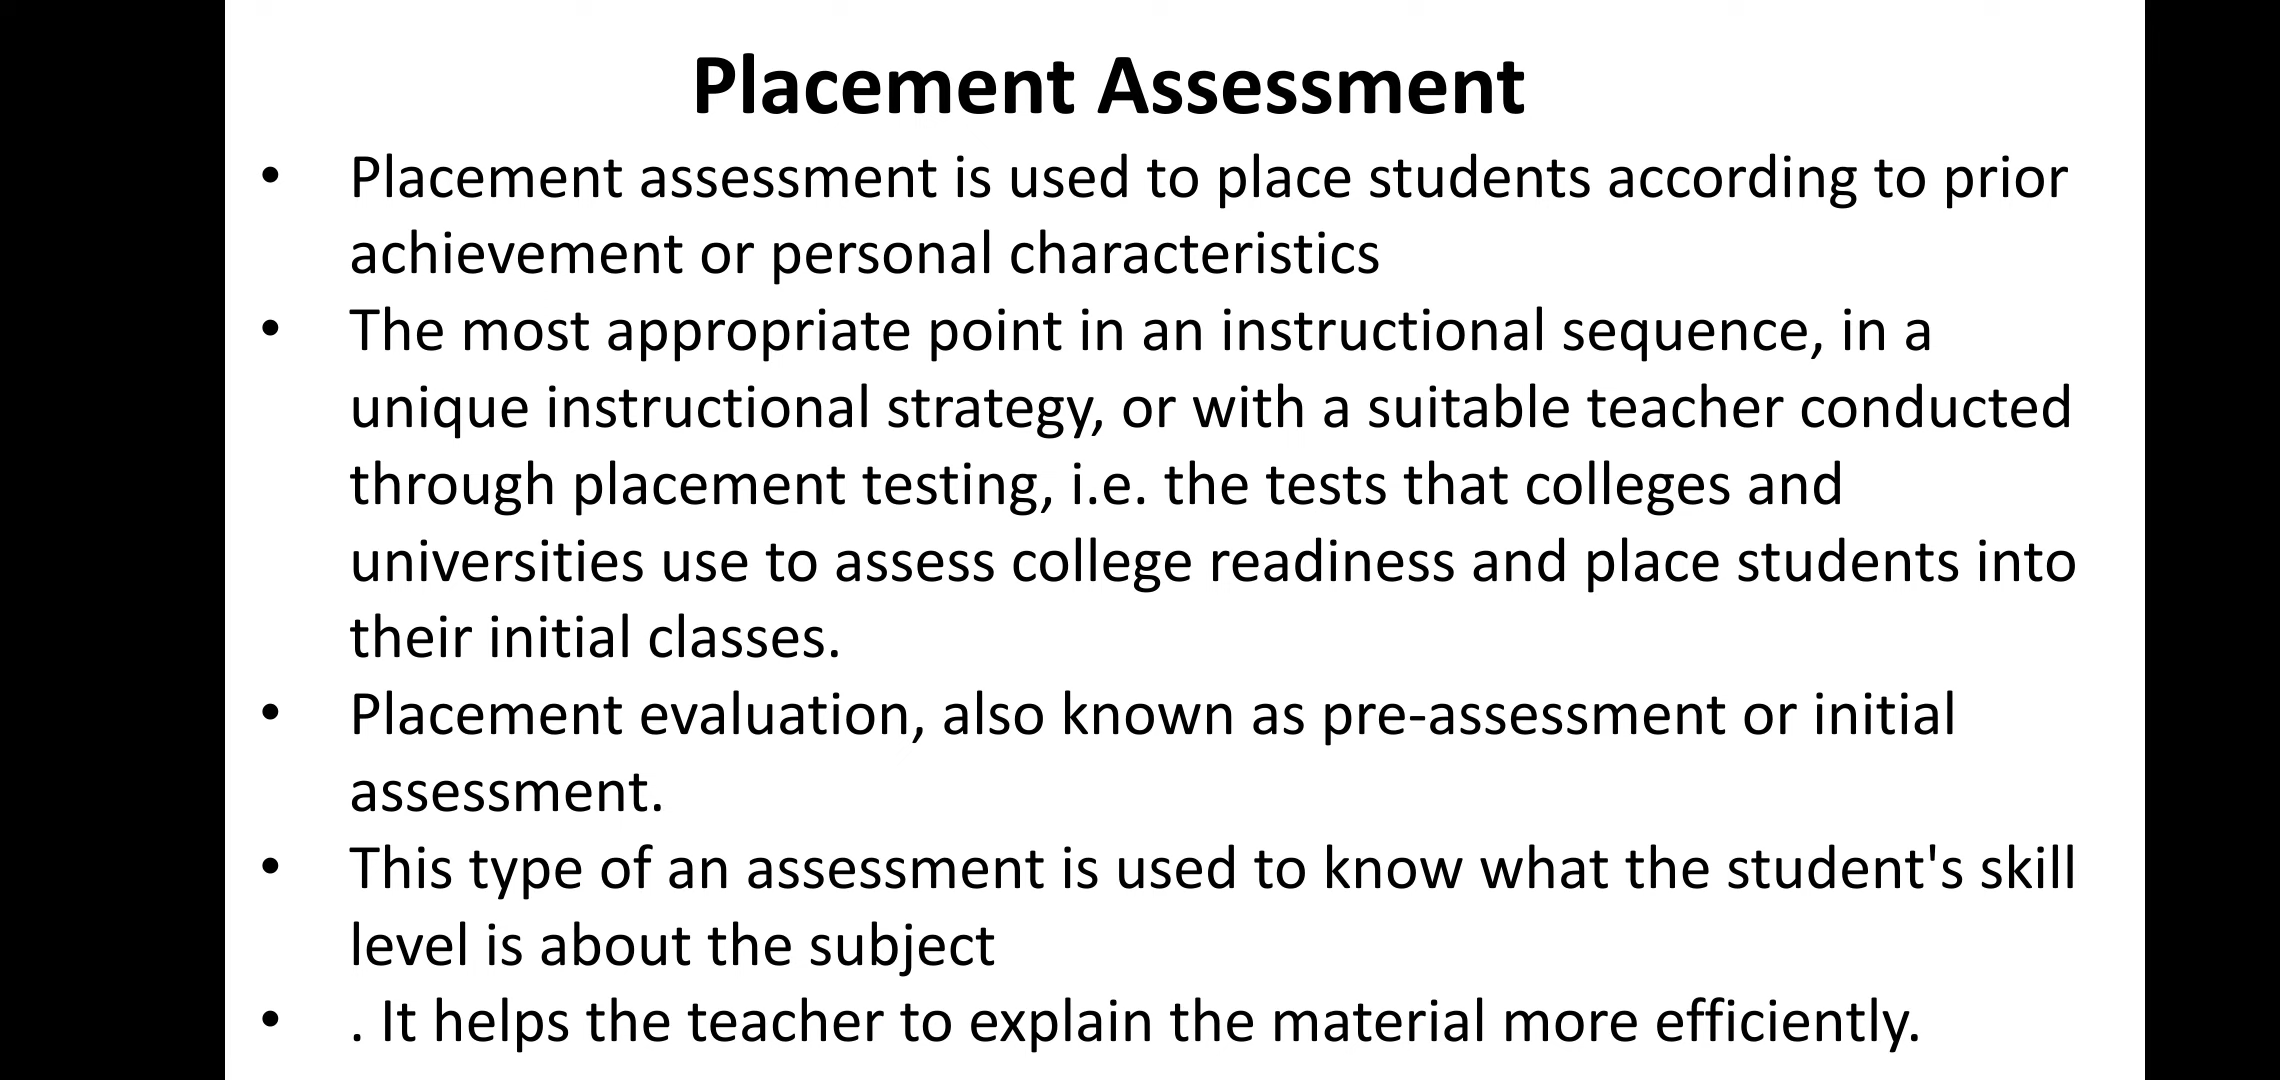 Placement Assessment
• Placement assessment is used to place students according to prior
achievement or personal characteristics
• The most appropriate point in an instructional sequence, in a
unique instructional strategy, or with a suitable teacher conducted
through placement testing, i.e. the tests that colleges and
universities use to assess college readiness and place students into
their initial classes.
• Placement evaluation, also known as pre-assessment or initial
assessment.
• This type of an assessment is used to know what the student's skill
level is about the subject
• . It helps the teacher to explain the material more efficiently.